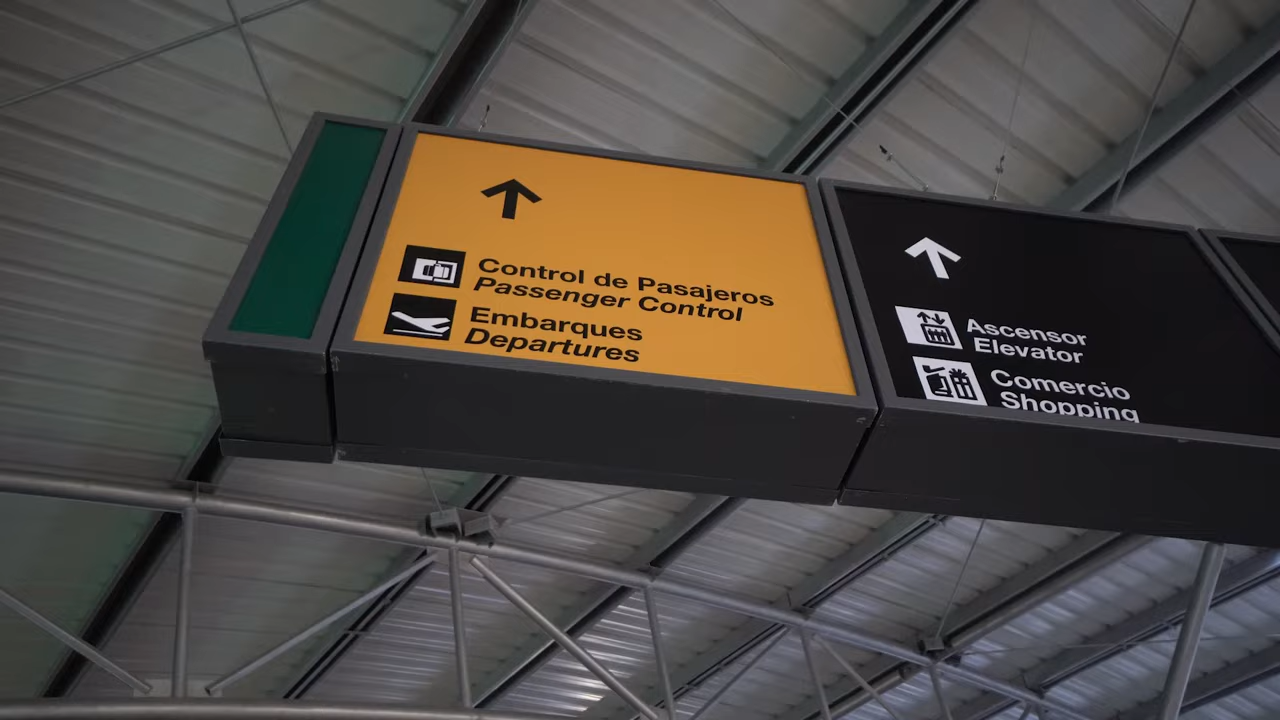 Control de Pasajeros
Passenger Control
Embarques
Departures
Ascensor
Elevator
Comercio
Shopping